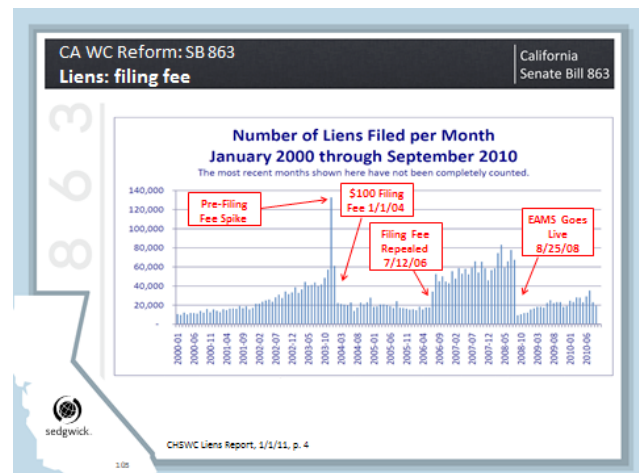 CA WC Reform: SB 863
Liens: filing fee
California
Senate Bill 863
863
Number of Liens Filed per Month
January 2000 through September 2010
The most recent months shown here have not been completely counted.
140,000
120,000
100,000
80,000
60,000
40,000
20,000
-
Pre-Filing
Fee Spike
$100 Filing
Fee 1/1/04
Filing Fee
Repealed
7/12/06
EAMS Goes
Live
8/25/08
2000-01
2000-06
2000-11
2001-04
2001-09
2002-02
2002-07
2002-12
2003-05
2003-10
2004-03
2004-08
2005-01
2005-06
2005-11
2006-04
2006-09
2007-02
2007-07
2007-12
2008-05
2008-10
2009-03
2009-08
2010-01
2010-06
sedgwick.
CHSWC Liens Report, 1/1/11, p. 4